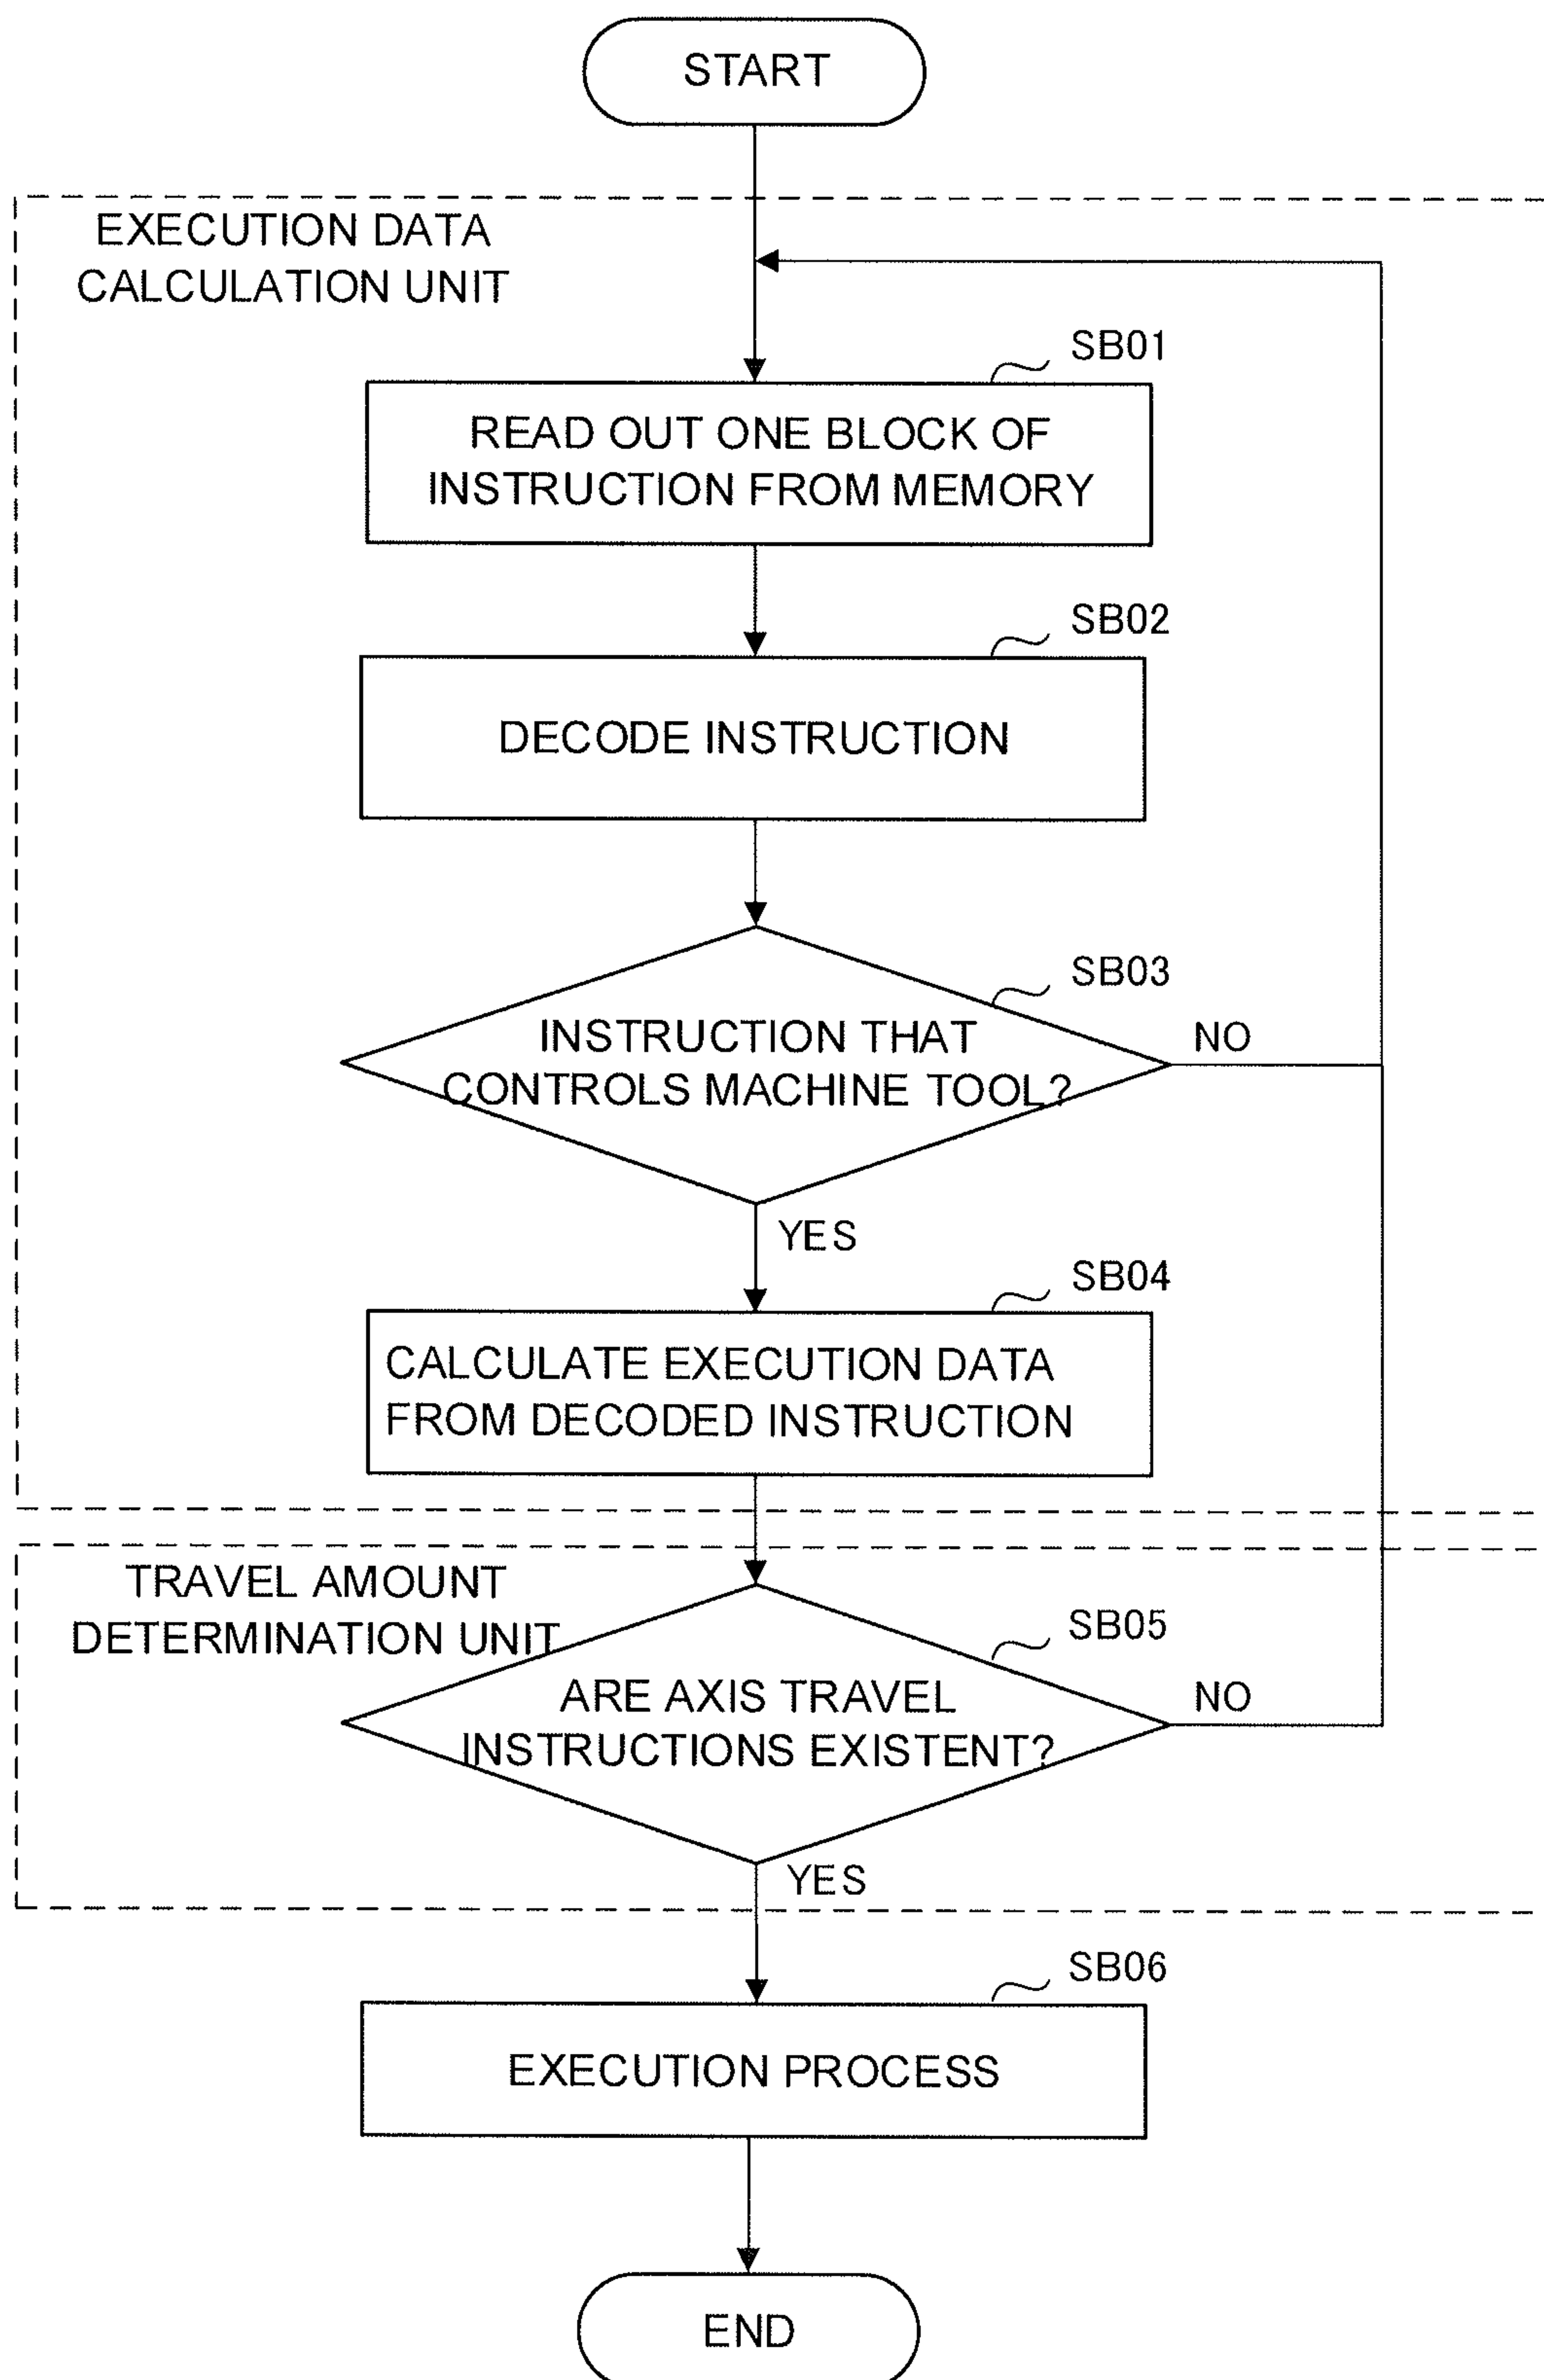 START
EXECUTION DATA
CALCULATION UNIT
SB01
READ OUT ONE BLOCK OF
INSTRUCTION FROM MEMORY
SB02
DECODE INSTRUCTION
SB03
INSTRUCTION THAT
CONTROLS MACHINE TOOL?
NO
YES
SB04
CALCULATE EXECUTION DATA
FROM DECODED INSTRUCTION
TRAVEL AMOUNT
DETERMINATION UNIT
SB05
ARE AXIS TRAVEL
INSTRUCTIONS EXISTENT?
NO
YES
SB06
EXECUTION PROCESS
END